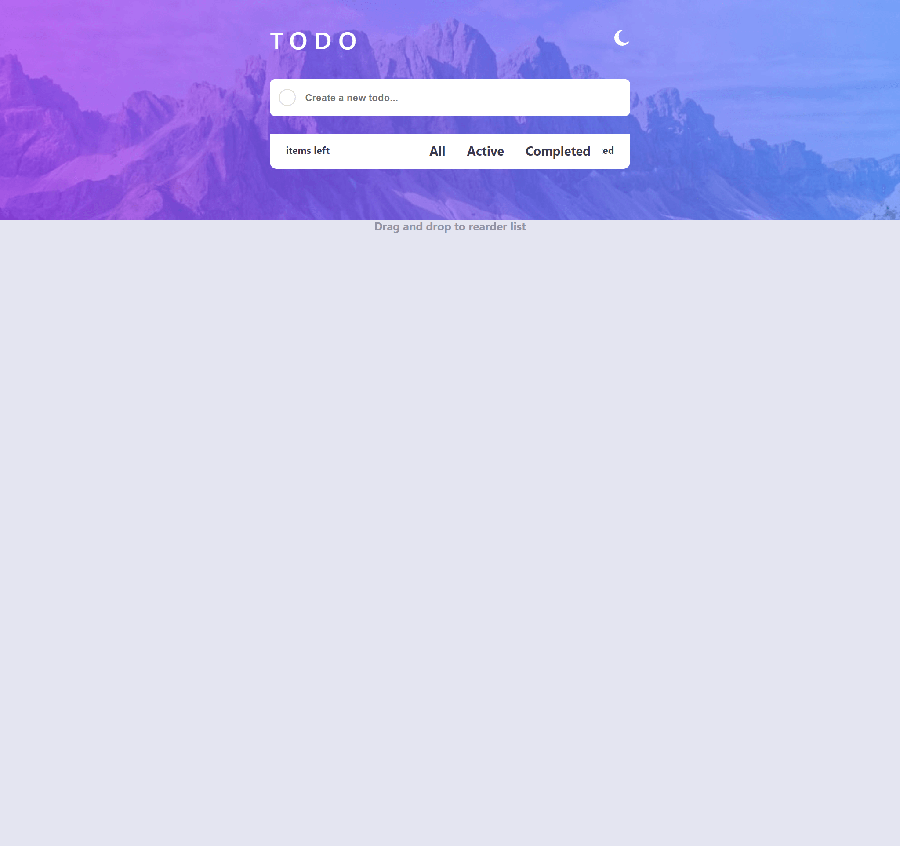 TODO
Create a new todo...
items left All Active Completed ed
Drag and drop to rearder list